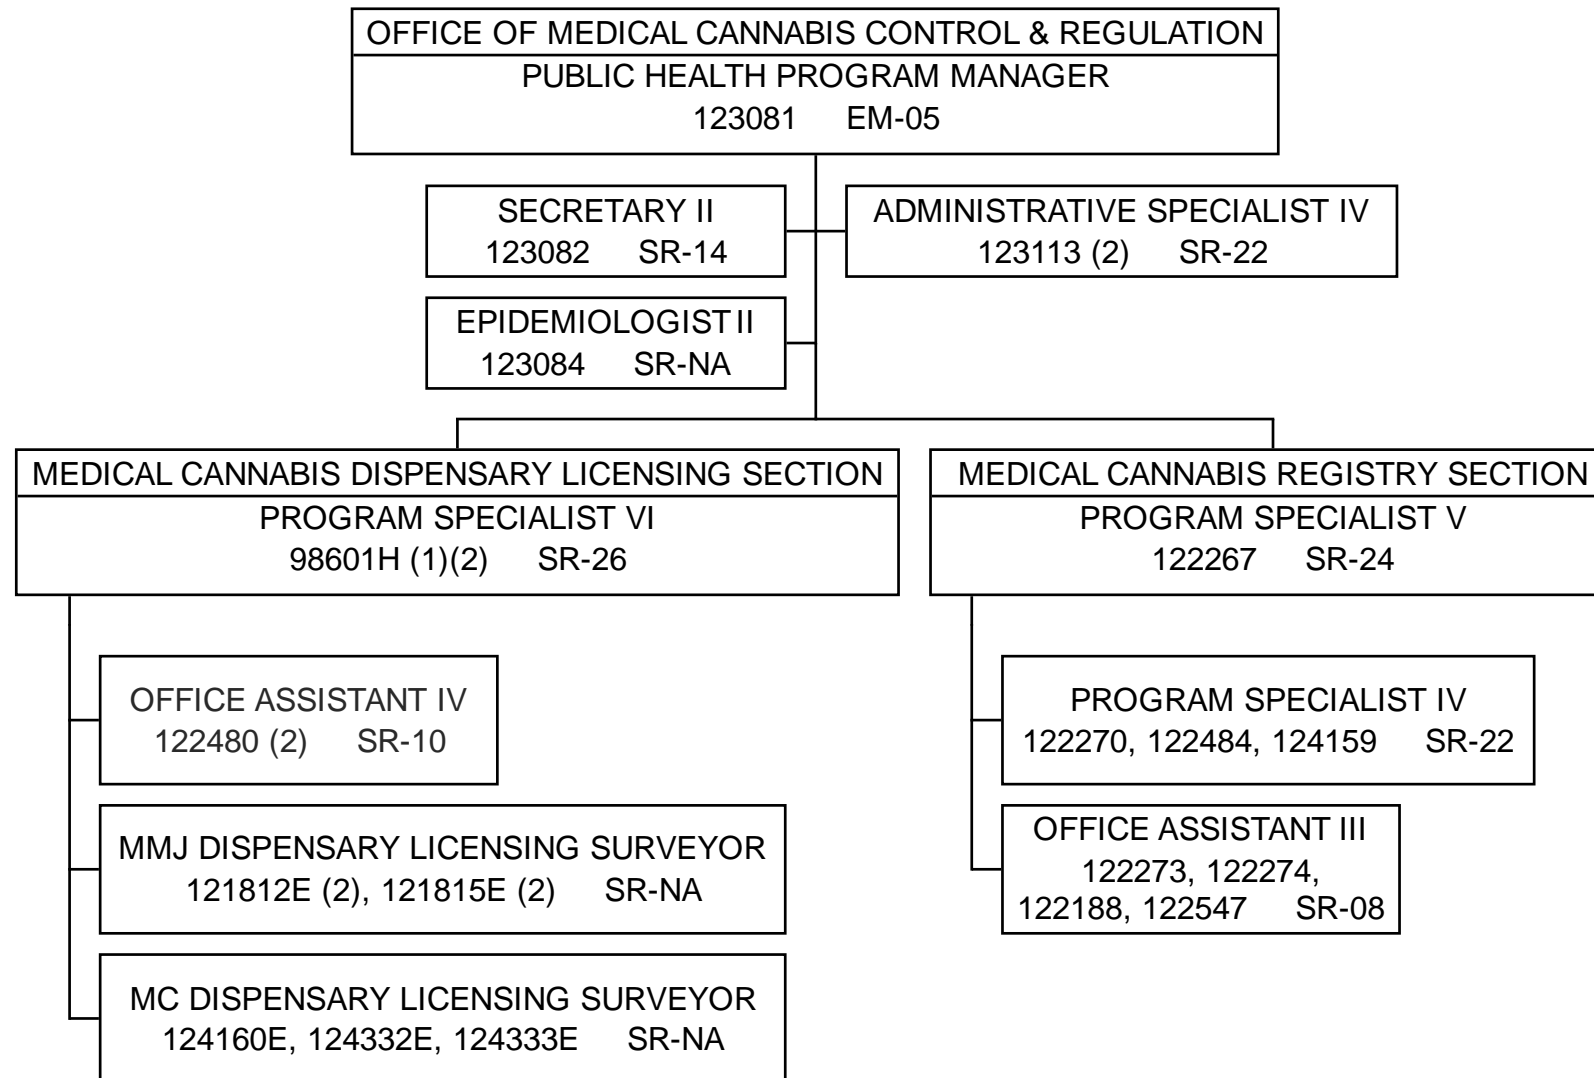 OFFICE OF MEDICAL CANNABIS CONTROL & REGULATION
PUBLIC HEALTH PROGRAM MANAGER
123081 EM-05
SECRETARY II
123082 SR-14
ADMINISTRATIVE SPECIALIST IV
123113 (2) SR-22
EPIDEMIOLOGIST II
123084 SR-NA
MEDICAL CANNABIS DISPENSARY LICENSING SECTION
PROGRAM SPECIALIST VI
98601H (1)(2) SR-26
OFFICE ASSISTANT IV
122480 (2) SR-10
MMJ DISPENSARY LICENSING SURVEYOR
121812E (2), 121815E (2) SR-NA
MC DISPENSARY LICENSING SURVEYOR
124160E, 124332E, 124333E SR-NA
MEDICAL CANNABIS REGISTRY SECTION
PROGRAM SPECIALIST V
122267 SR-24
PROGRAM SPECIALIST IV
122270, 122484, 124159 SR-22
OFFICE ASSISTANT III
122273, 122274,
122188, 122547 SR-08